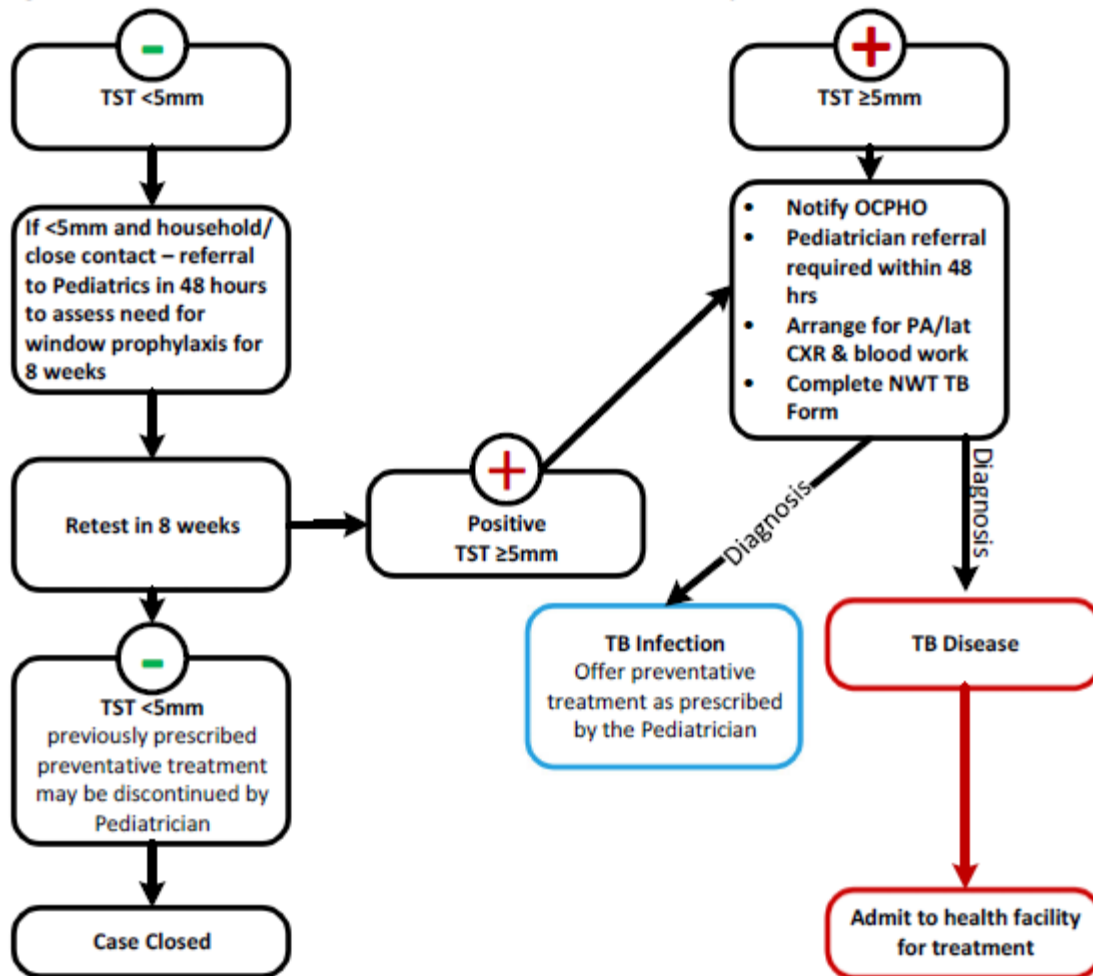 -
TST <5mm
If <5mm and household/
close contact – referral
to Pediatrics in 48 hours
to assess need for
window prophylaxis for
8 weeks
Retest in 8 weeks
-
TST <5mm
previously prescribed
preventative treatment
may be discontinued by
Pediatrician
Case Closed
+
Positive
TST ≥5mm
+
TST ≥5mm
• Notify OCPHO
• Pediatrician referral
required within 48
hrs
• Arrange for PA/lat
CXR & blood work
• Complete NWT TB
Form
Diagnosis
Diagnosis
TB Infection
Offer preventative
treatment as prescribed
by the Pediatrician
TB Disease
Admit to health facility
for treatment